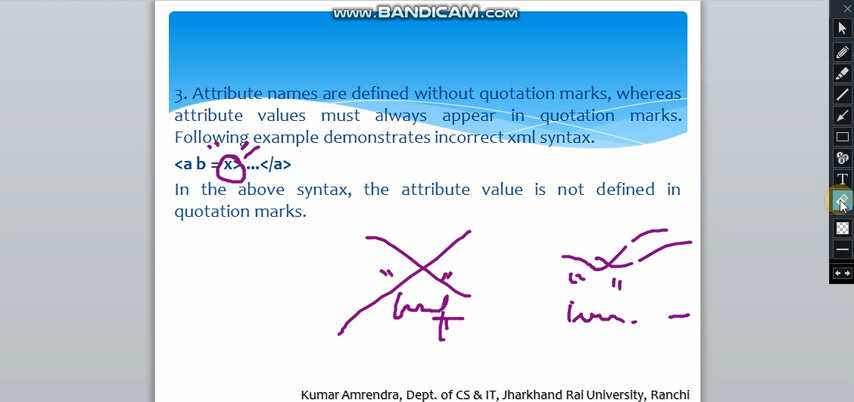 www.BANDICAM.com
3. Attribute names are defined without quotation marks, whereas
attribute values must always appear in quotation marks.
Following example demonstrates incorrect xml syntax.
<a b = x> ...</a>
In the above syntax, the attribute value is not defined in
quotation marks.
Kumar Amrendra, Dept. of CS & IT, Jharkhand Rai University, Ranchi